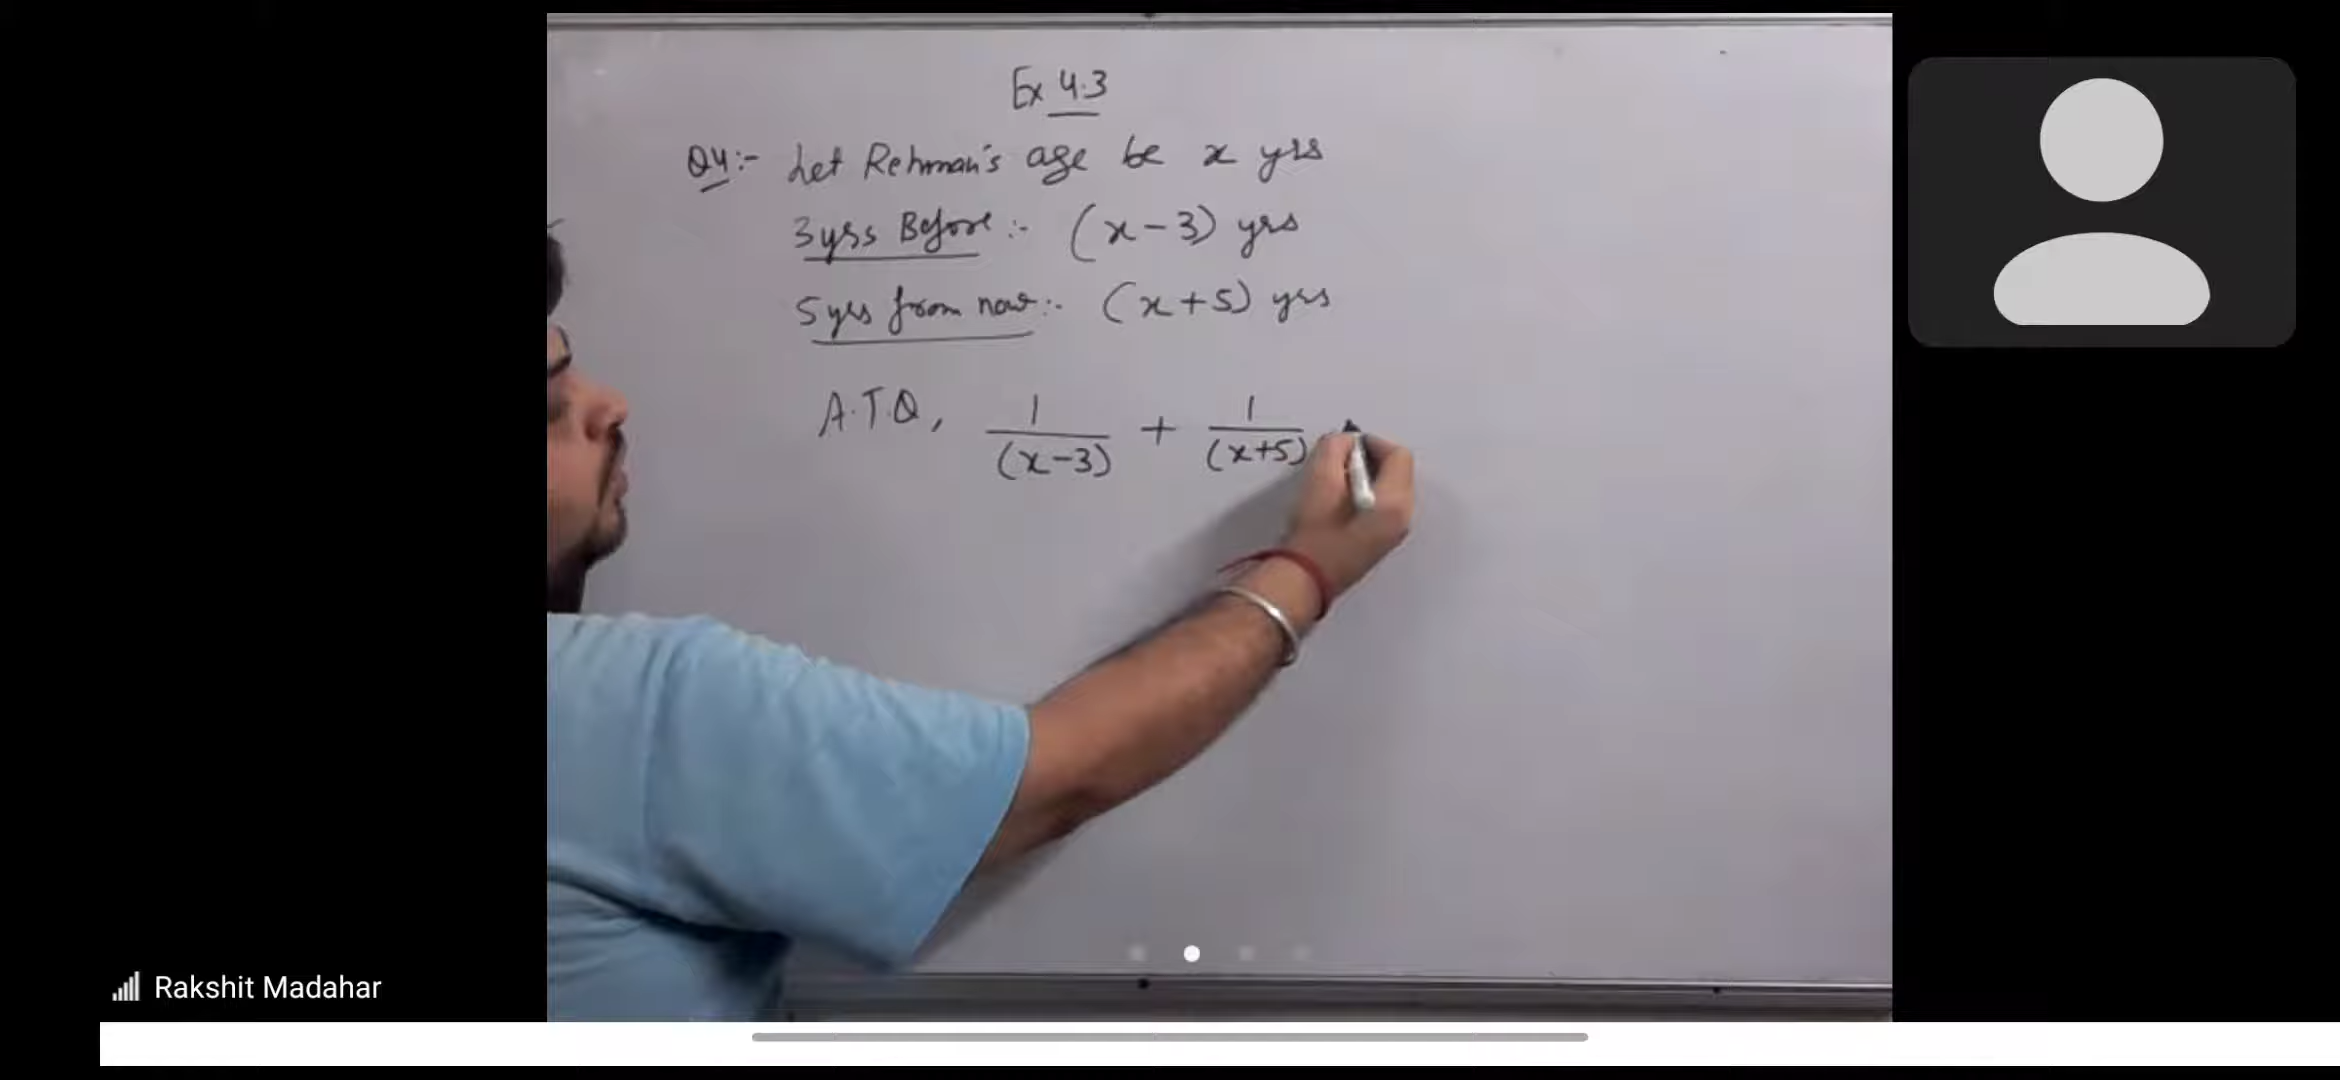 Ex 4.3
Q4:- Let Rehman's age be x yrs
3yrs Before :- (x-3) yrs
5yrs from now :- (x+5) yrs
A.T.Q, 1/(x-3) + 1/(x+5)
Rakshit Madahar